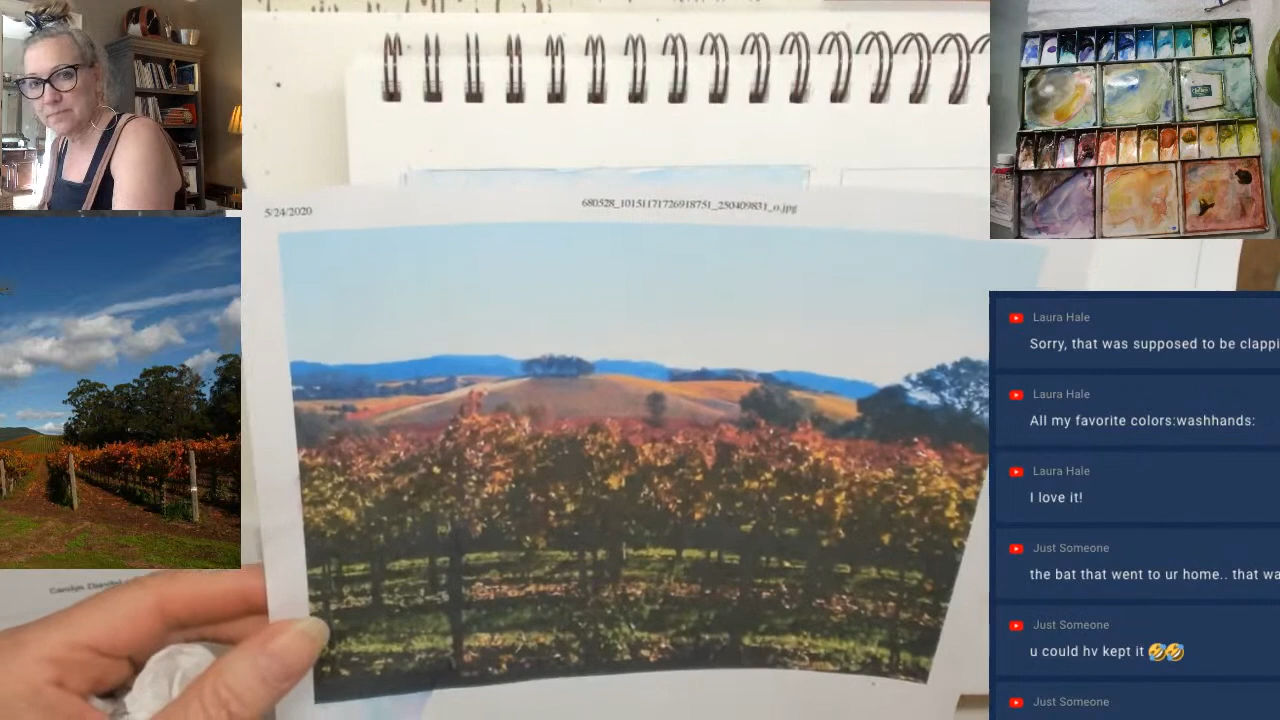 5/24/2020
680528_10151171726918751_250409831_o.jpg
Laura Hale
Sorry, that was supposed to be clappi
Laura Hale
All my favorite colors:washhands:
Laura Hale
I love it!
Just Someone
the bat that went to ur home.. that wa
Just Someone
u could hv kept it 🤣🤣
Just Someone